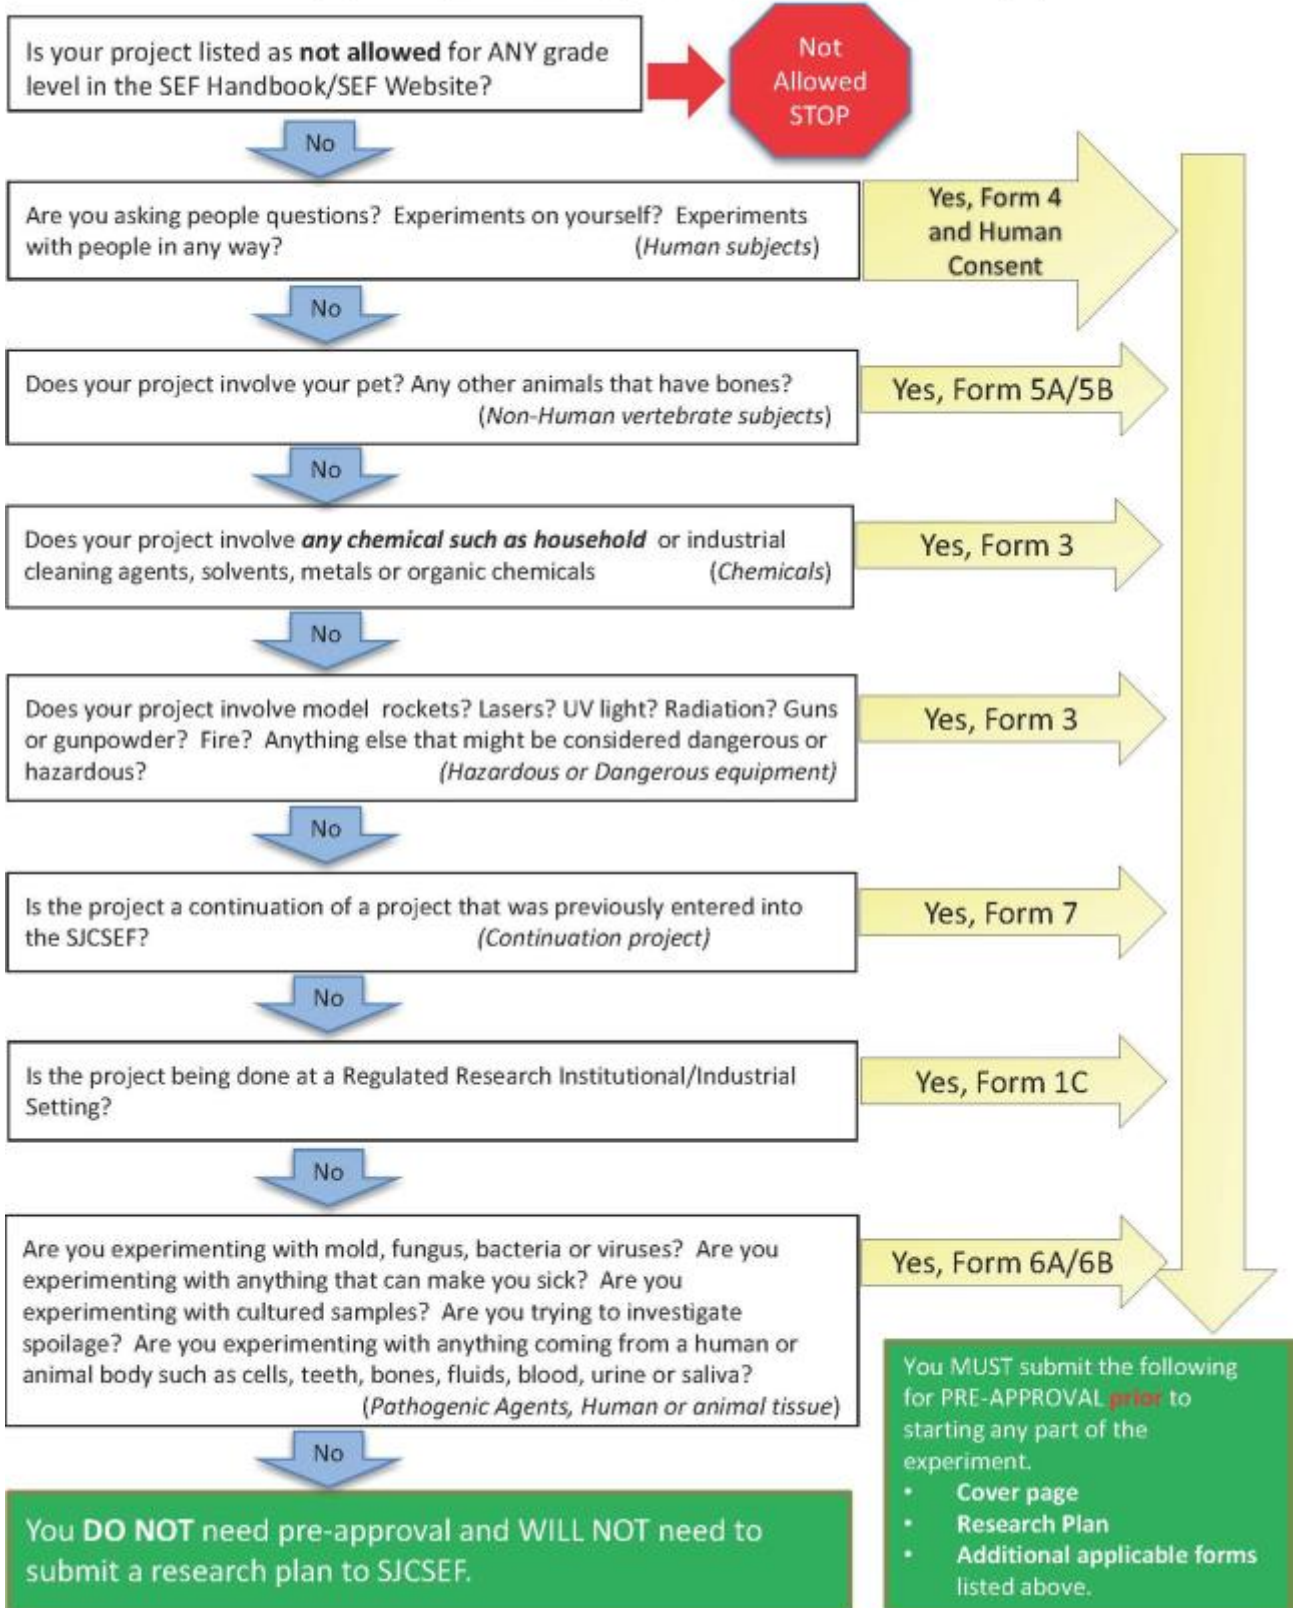 Is your project listed as not allowed for ANY grade
level in the SEF Handbook/SEF Website?
Not
Allowed
STOP
No
Are you asking people questions? Experiments on yourself? Experiments
with people in any way? (Human subjects)
Yes, Form 4
and Human
Consent
No
Does your project involve your pet? Any other animals that have bones?
(Non-Human vertebrate subjects)
Yes, Form 5A/5B
No
Does your project involve any chemical such as household or industrial
cleaning agents, solvents, metals or organic chemicals (Chemicals)
Yes, Form 3
No
Does your project involve model rockets? Lasers? UV light? Radiation? Guns
or gunpowder? Fire? Anything else that might be considered dangerous or
hazardous? (Hazardous or Dangerous equipment)
Yes, Form 3
No
Is the project a continuation of a project that was previously entered into
the SJCSEF? (Continuation project)
Yes, Form 7
No
Is the project being done at a Regulated Research Institutional/Industrial
Setting?
Yes, Form 1C
No
Are you experimenting with mold, fungus, bacteria or viruses? Are you
experimenting with anything that can make you sick? Are you
experimenting with cultured samples? Are you trying to investigate
spoilage? Are you experimenting with anything coming from a human or
animal body such as cells, teeth, bones, fluids, blood, urine or saliva?
(Pathogenic Agents, Human or animal tissue)
Yes, Form 6A/6B
No
You DO NOT need pre-approval and WILL NOT need to
submit a research plan to SJCSEF.
You MUST submit the following
for PRE-APPROVAL prior to
starting any part of the
experiment.
• Cover page
• Research Plan
• Additional applicable forms
listed above.